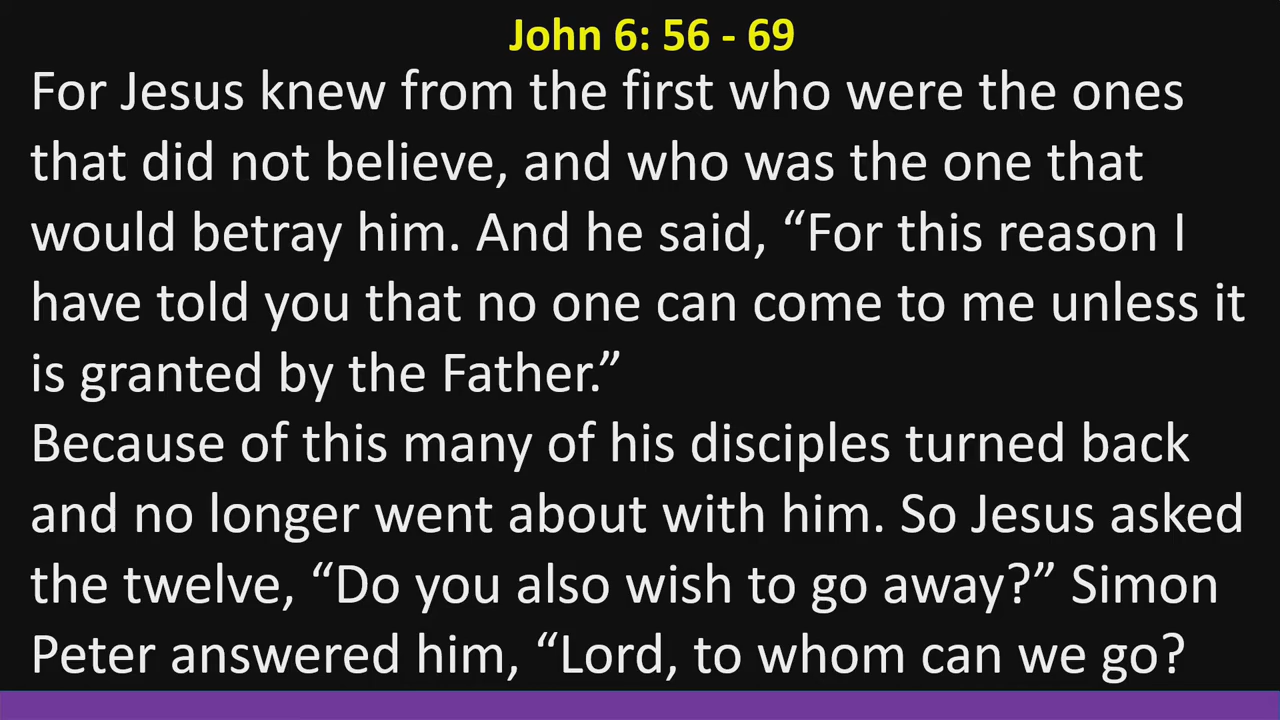 John 6: 56 - 69
For Jesus knew from the first who were the ones
that did not believe, and who was the one that
would betray him. And he said, “For this reason I
have told you that no one can come to me unless it
is granted by the Father.”
Because of this many of his disciples turned back
and no longer went about with him. So Jesus asked
the twelve, “Do you also wish to go away?” Simon
Peter answered him, “Lord, to whom can we go?